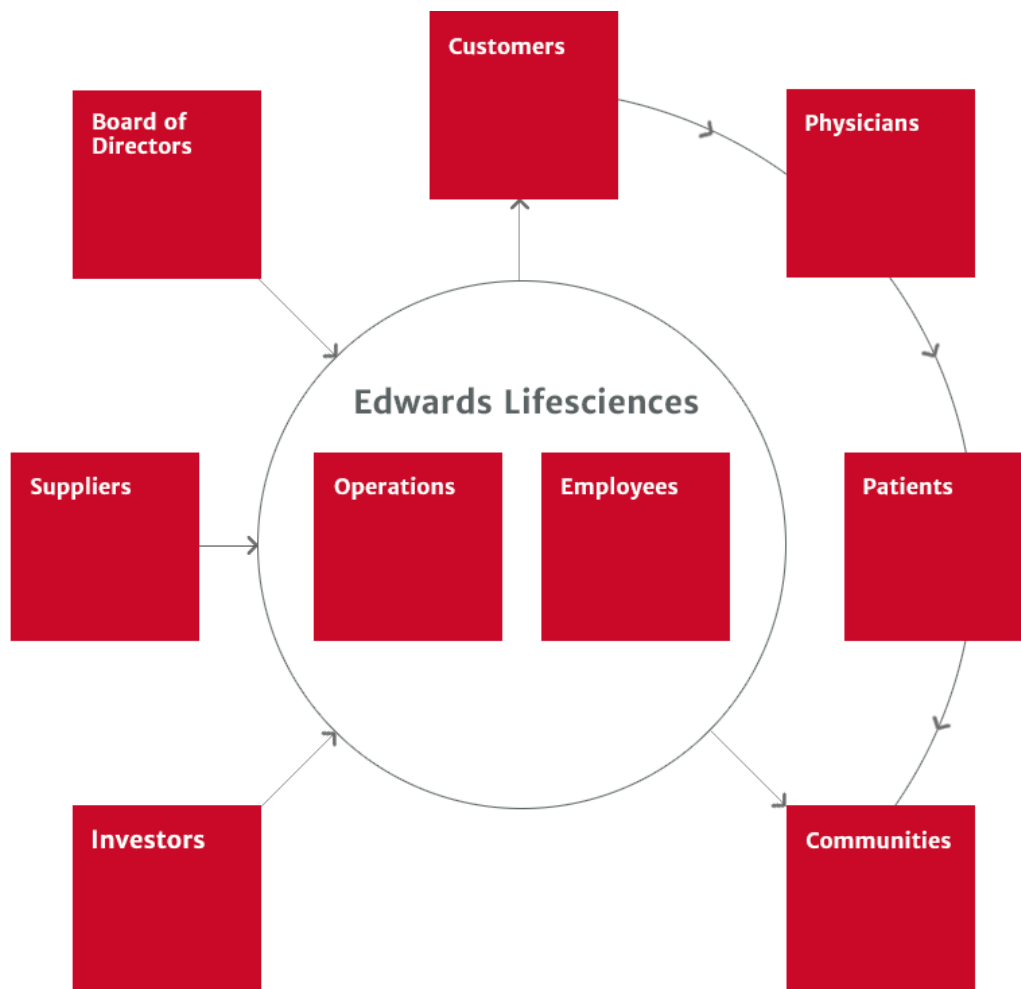 Customers
Board of
Directors
Physicians
Edwards Lifesciences
Suppliers
Operations
Employees
Patients
Investors
Communities